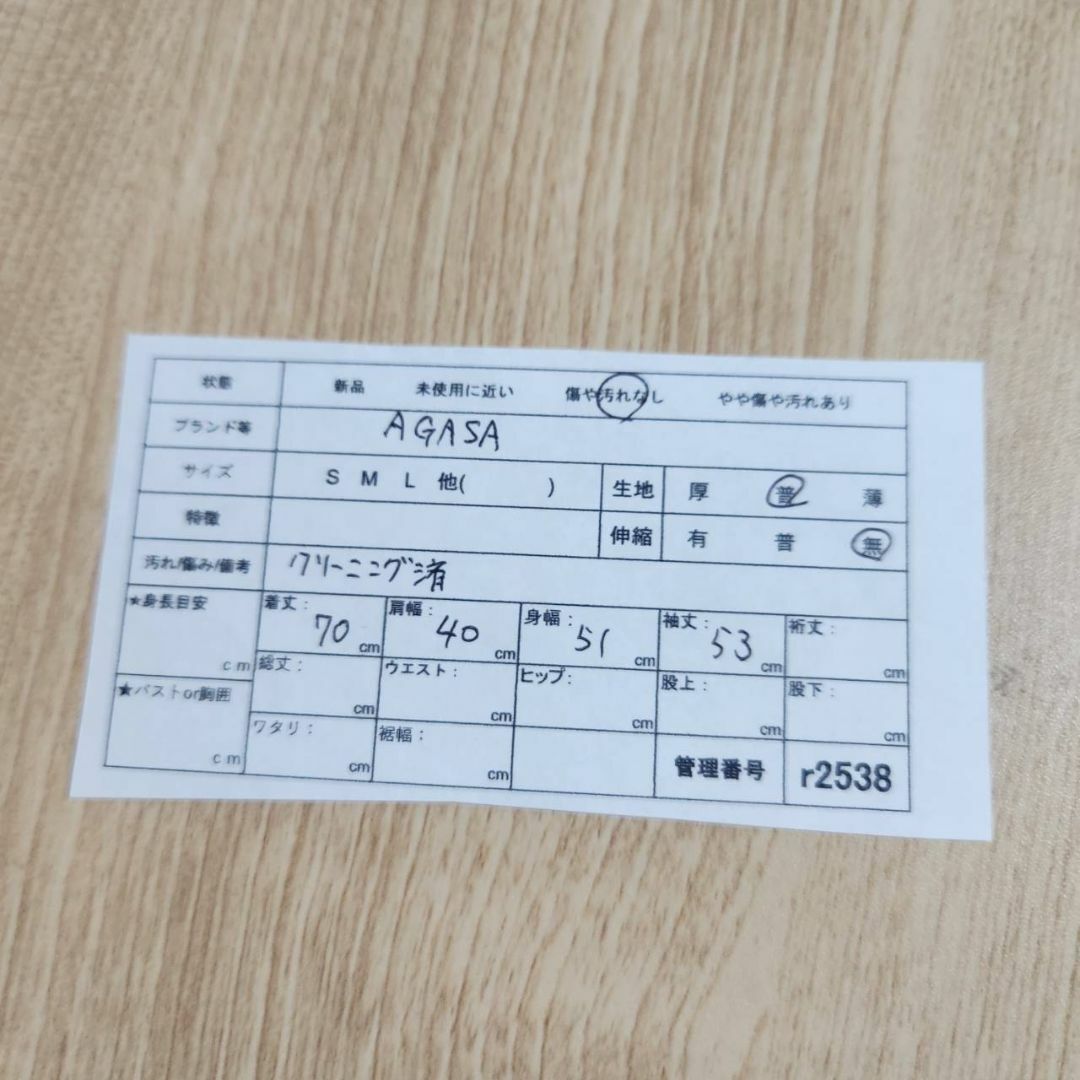 状態 新品 未使用に近い 傷や汚れなし やや傷や汚れあり
ブランド等 AGASA
サイズ S M L 他( ) 生地 厚 普 薄
特徴 伸縮 有 普 無
汚れ/傷み/備考 クリーニング済
★身長目安 cm 着丈: 70 cm 肩幅: 40 cm 身幅: 51 cm 袖丈: 53 cm 裄丈: cm
総丈: cm ウエスト: cm ヒップ: cm 股上: cm 股下: cm
★バストor胸囲 cm ワタリ: cm 裾幅: cm 管理番号 r2538